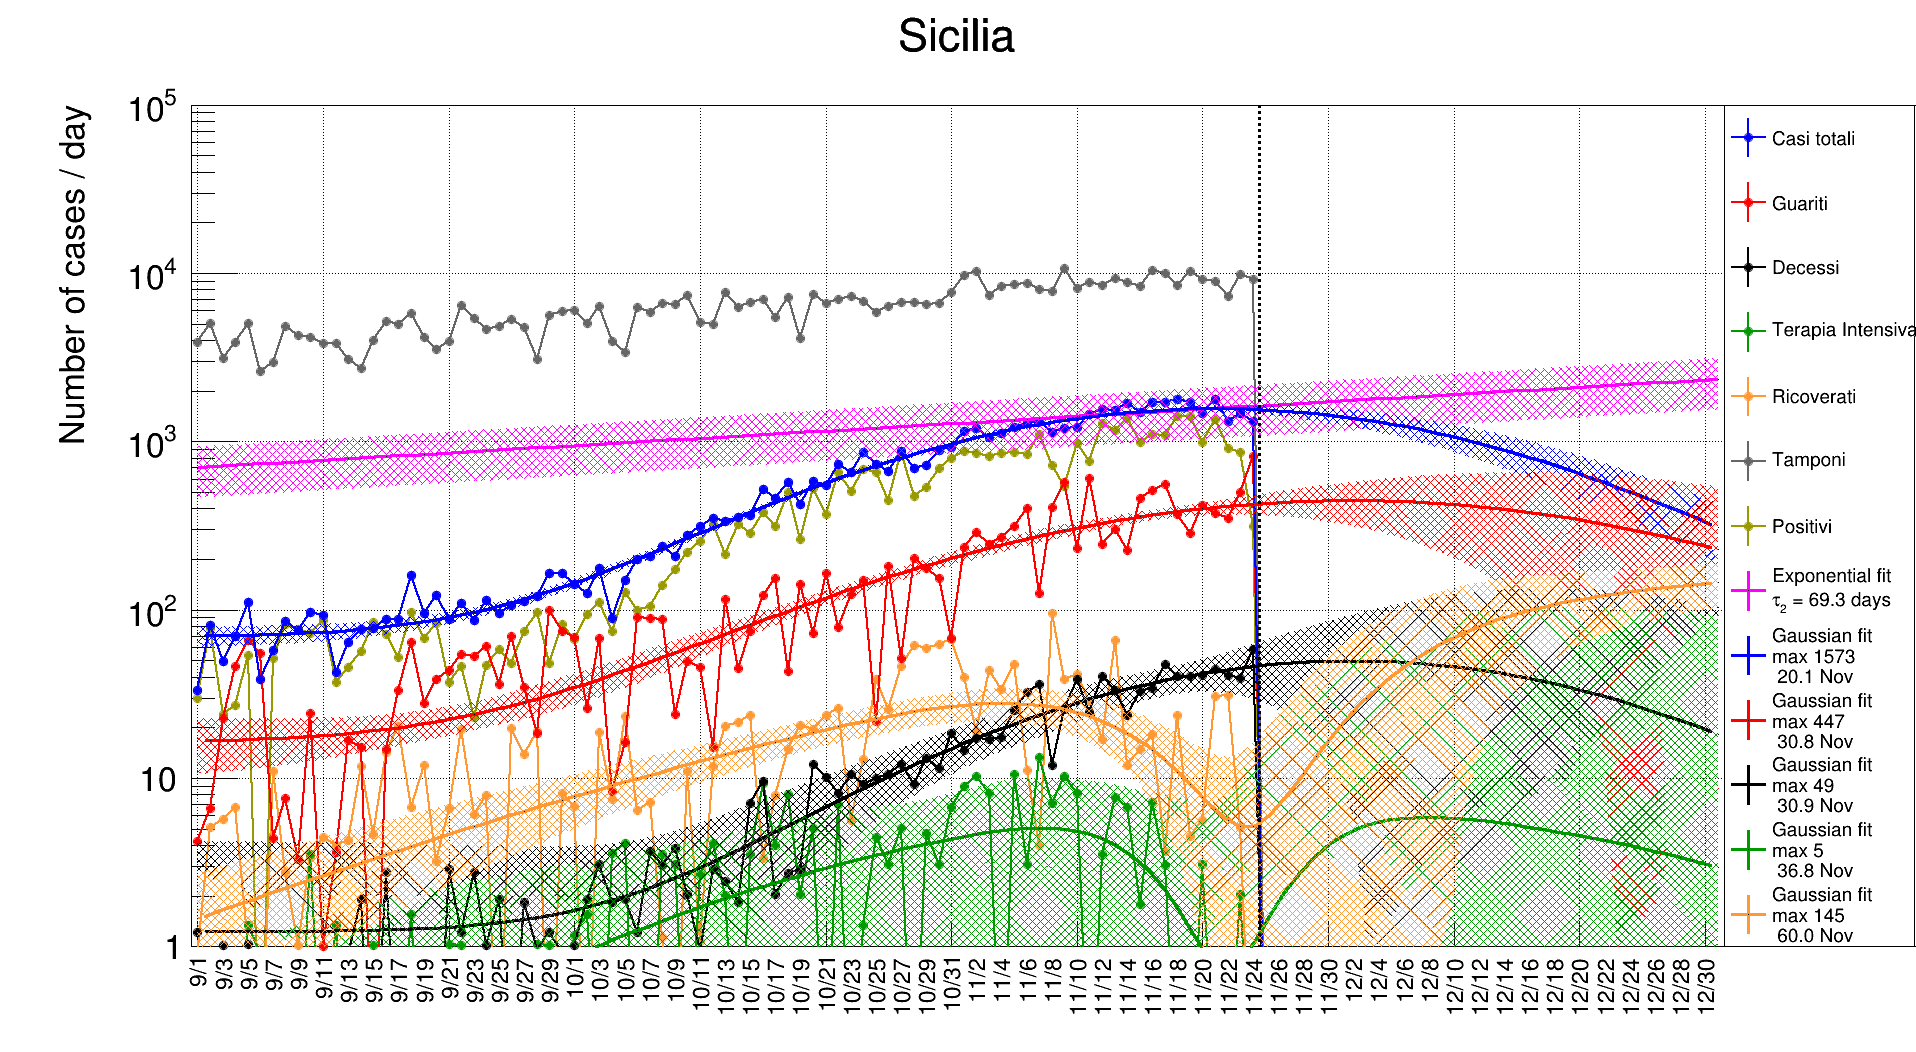 Sicilia
Number of cases / day
10^5
10^4
10^3
10^2
10
1
9/1
9/3
9/5
9/7
9/9
9/11
9/13
9/15
9/17
9/19
9/21
9/23
9/25
9/27
9/29
10/1
10/3
10/5
10/7
10/9
10/11
10/13
10/15
10/17
10/19
10/21
10/23
10/25
10/27
10/29
10/31
11/2
11/4
11/6
11/8
11/10
11/12
11/14
11/16
11/18
11/20
11/22
11/24
11/26
11/28
11/30
12/2
12/4
12/6
12/8
12/10
12/12
12/14
12/16
12/18
12/20
12/22
12/24
12/26
12/28
12/30
Casi totali
Guariti
Decessi
Terapia Intensiva
Ricoverati
Tamponi
Positivi
Exponential fit
τ₂ = 69.3 days
Gaussian fit
max 1573
20.1 Nov
Gaussian fit
max 447
30.8 Nov
Gaussian fit
max 49
30.9 Nov
Gaussian fit
max 5
36.8 Nov
Gaussian fit
max 145
60.0 Nov